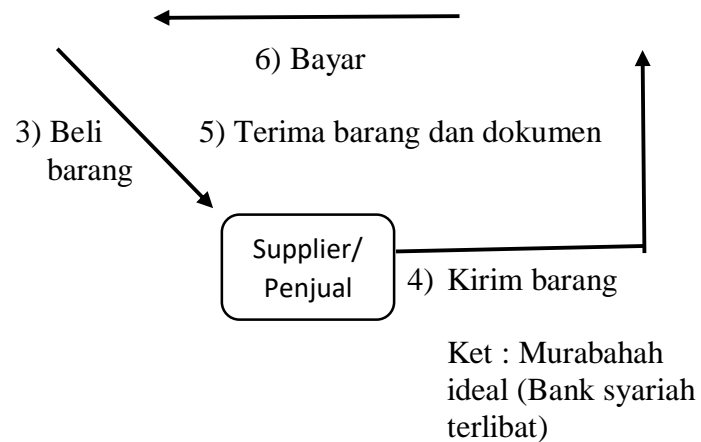 6) Bayar
3) Beli
barang
5) Terima barang dan dokumen
Supplier/
Penjual
4) Kirim barang
Ket : Murabahah
ideal (Bank syariah
terlibat)